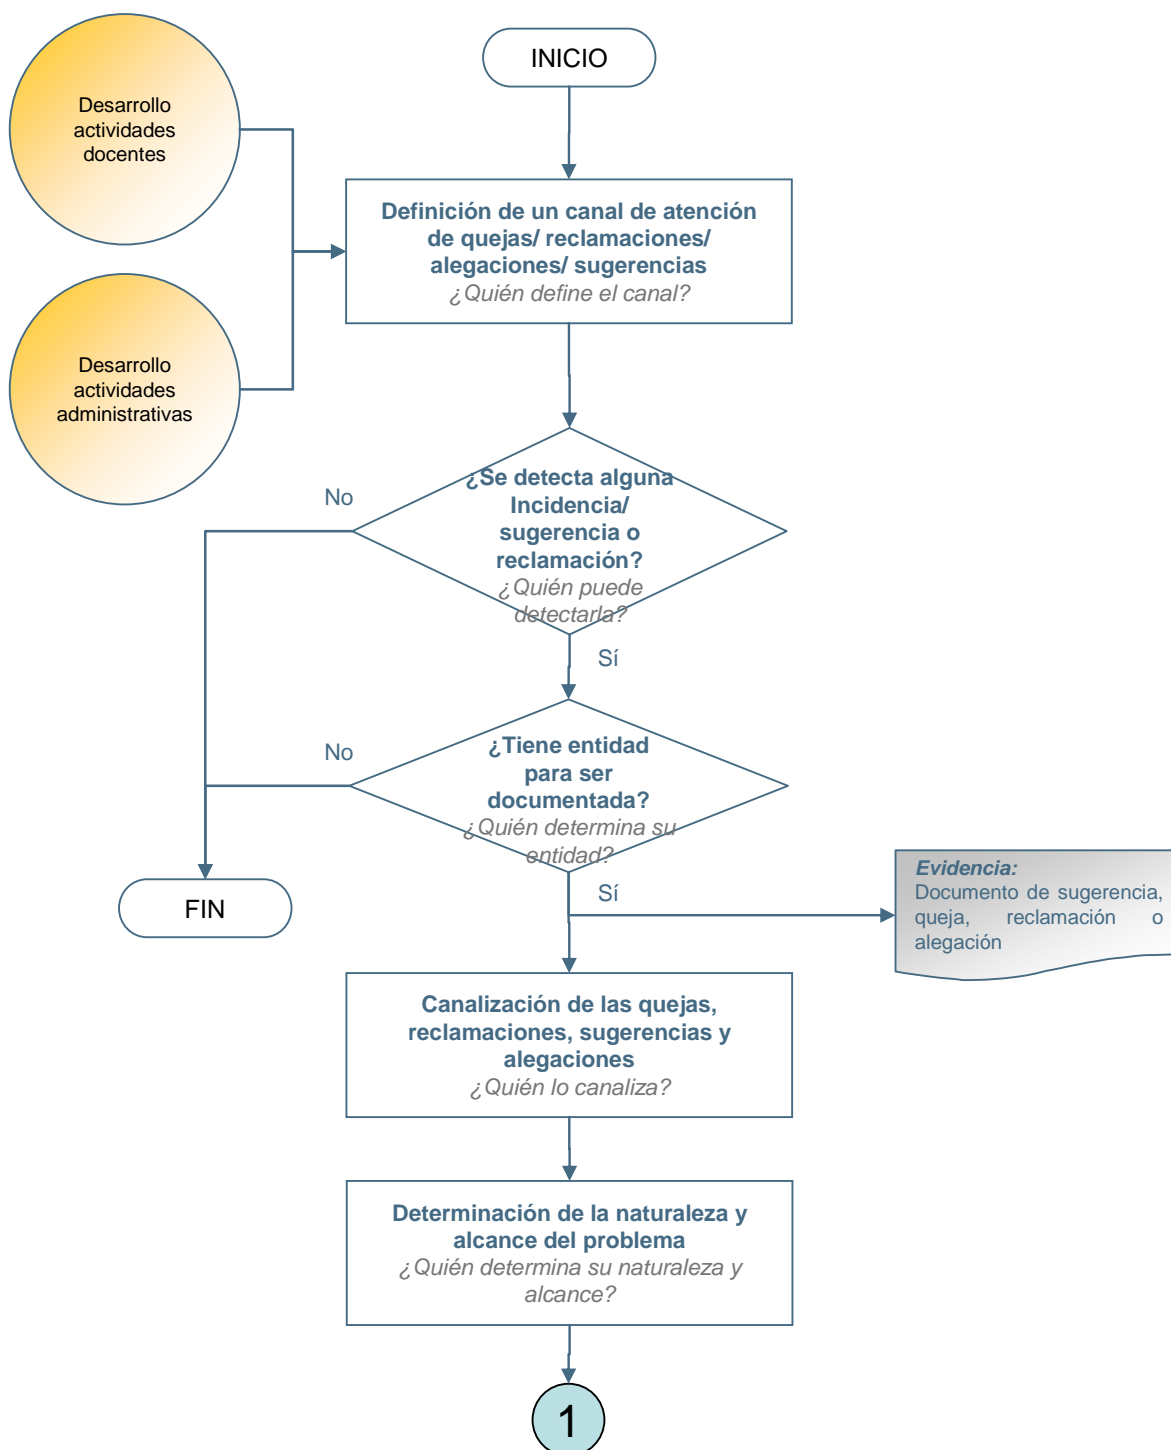 INICIO
Desarrollo
actividades
docentes
Definición de un canal de atención
de quejas/ reclamaciones/
alegaciones/ sugerencias
¿Quién define el canal?
Desarrollo
actividades
administrativas
¿Se detecta alguna
Incidencia/
sugerencia o
reclamación?
¿Quién puede
detectarla?
No
Sí
¿Tiene entidad
para ser
documentada?
¿Quién determina su
entidad?
No
Sí
FIN
Evidencia:
Documento de sugerencia,
queja, reclamación o
alegación
Canalización de las quejas,
reclamaciones, sugerencias y
alegaciones
¿Quién lo canaliza?
Determinación de la naturaleza y
alcance del problema
¿Quién determina su naturaleza y
alcance?
1